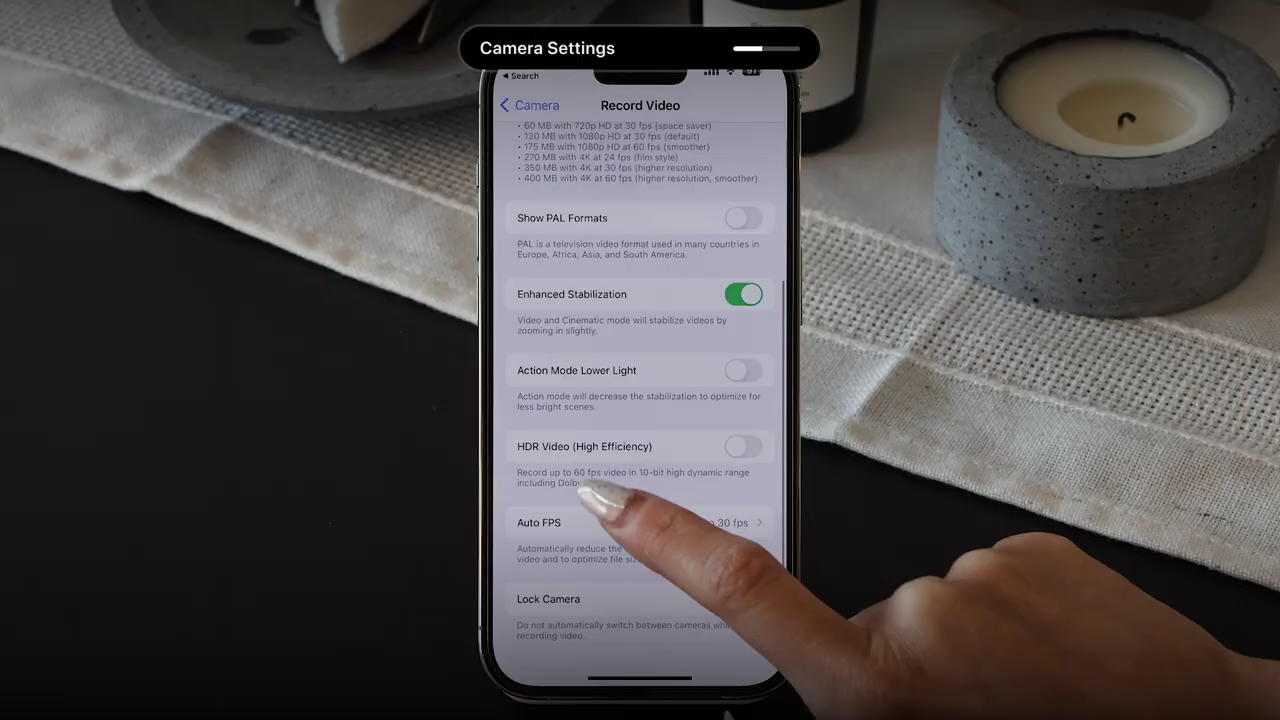 Camera Settings
Search
91
Camera
Record Video
• 60 MB with 720p HD at 30 fps (space saver)
• 130 MB with 1080p HD at 30 fps (default)
• 175 MB with 1080p HD at 60 fps (smoother)
• 270 MB with 4K at 24 fps (film style)
• 350 MB with 4K at 30 fps (higher resolution)
• 400 MB with 4K at 60 fps (higher resolution, smoother)
Show PAL Formats
PAL is a television video format used in many countries in
Europe, Africa, Asia, and South America.
Enhanced Stabilization
Video and Cinematic mode will stabilize videos by
zooming in slightly.
Action Mode Lower Light
Action mode will decrease the stabilization to optimize for
less bright scenes.
HDR Video (High Efficiency)
Record up to 60 fps video in 10-bit high dynamic range
including
Auto FPS
30 fps
Automatically reduce the
video and to optimize file
Lock Camera
Do not automatically switch between cameras
recording video.